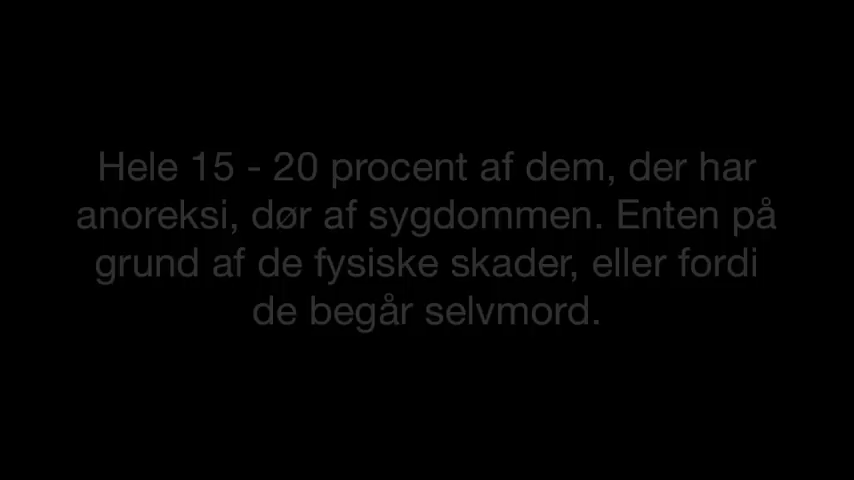 Hele 15 - 20 procent af dem, der har
anoreksi, dør af sygdommen. Enten på
grund af de fysiske skader, eller fordi
de begår selvmord.